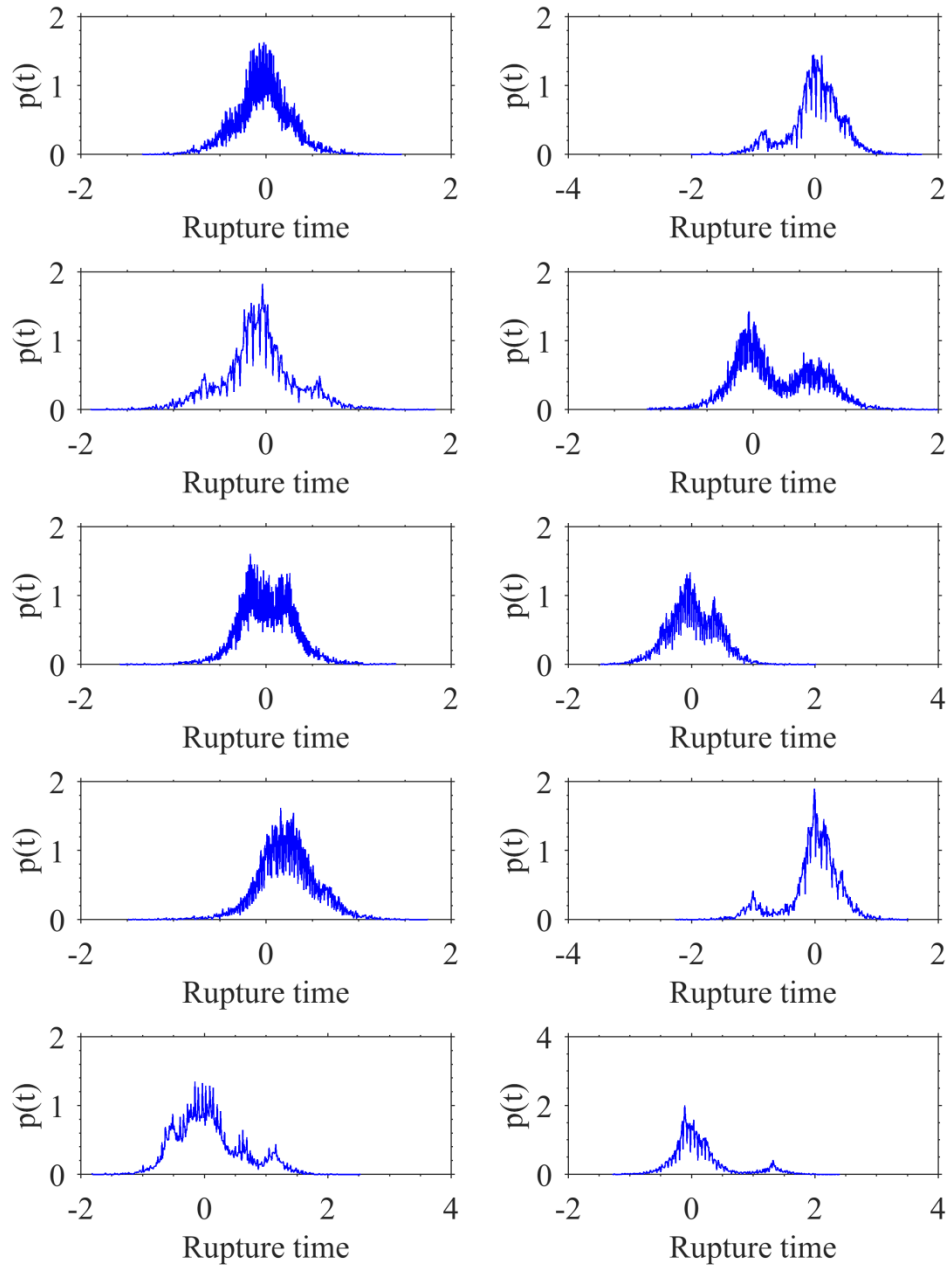 2 2
p(t) 1 p(t) 1
0 0
-2 0 2 -4 -2 0 2
Rupture time Rupture time
2 2
p(t) 1 p(t) 1
0 0
-2 0 2 -2 0 2
Rupture time Rupture time
2 2
p(t) 1 p(t) 1
0 0
-2 0 2 -2 0 2 4
Rupture time Rupture time
2 2
p(t) 1 p(t) 1
0 0
-2 0 2 -4 -2 0 2
Rupture time Rupture time
2 4
p(t) 1 p(t) 2
0 0
-2 0 2 4 -2 0 2 4
Rupture time Rupture time